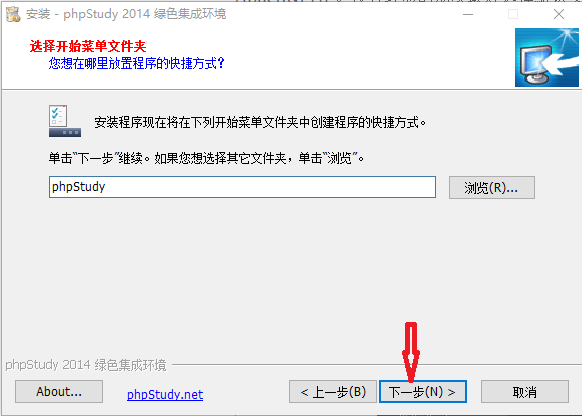 安装 - phpStudy 2014 绿色集成环境
选择开始菜单文件夹
您想在哪里放置程序的快捷方式？
安装程序现在将在下列开始菜单文件夹中创建程序的快捷方式。
单击“下一步”继续。如果您想选择其它文件夹，单击“浏览”。
phpStudy
浏览(R)...
phpStudy 2014 绿色集成环境
About...
phpStudy.net
< 上一步(B)
下一步(N) >
取消